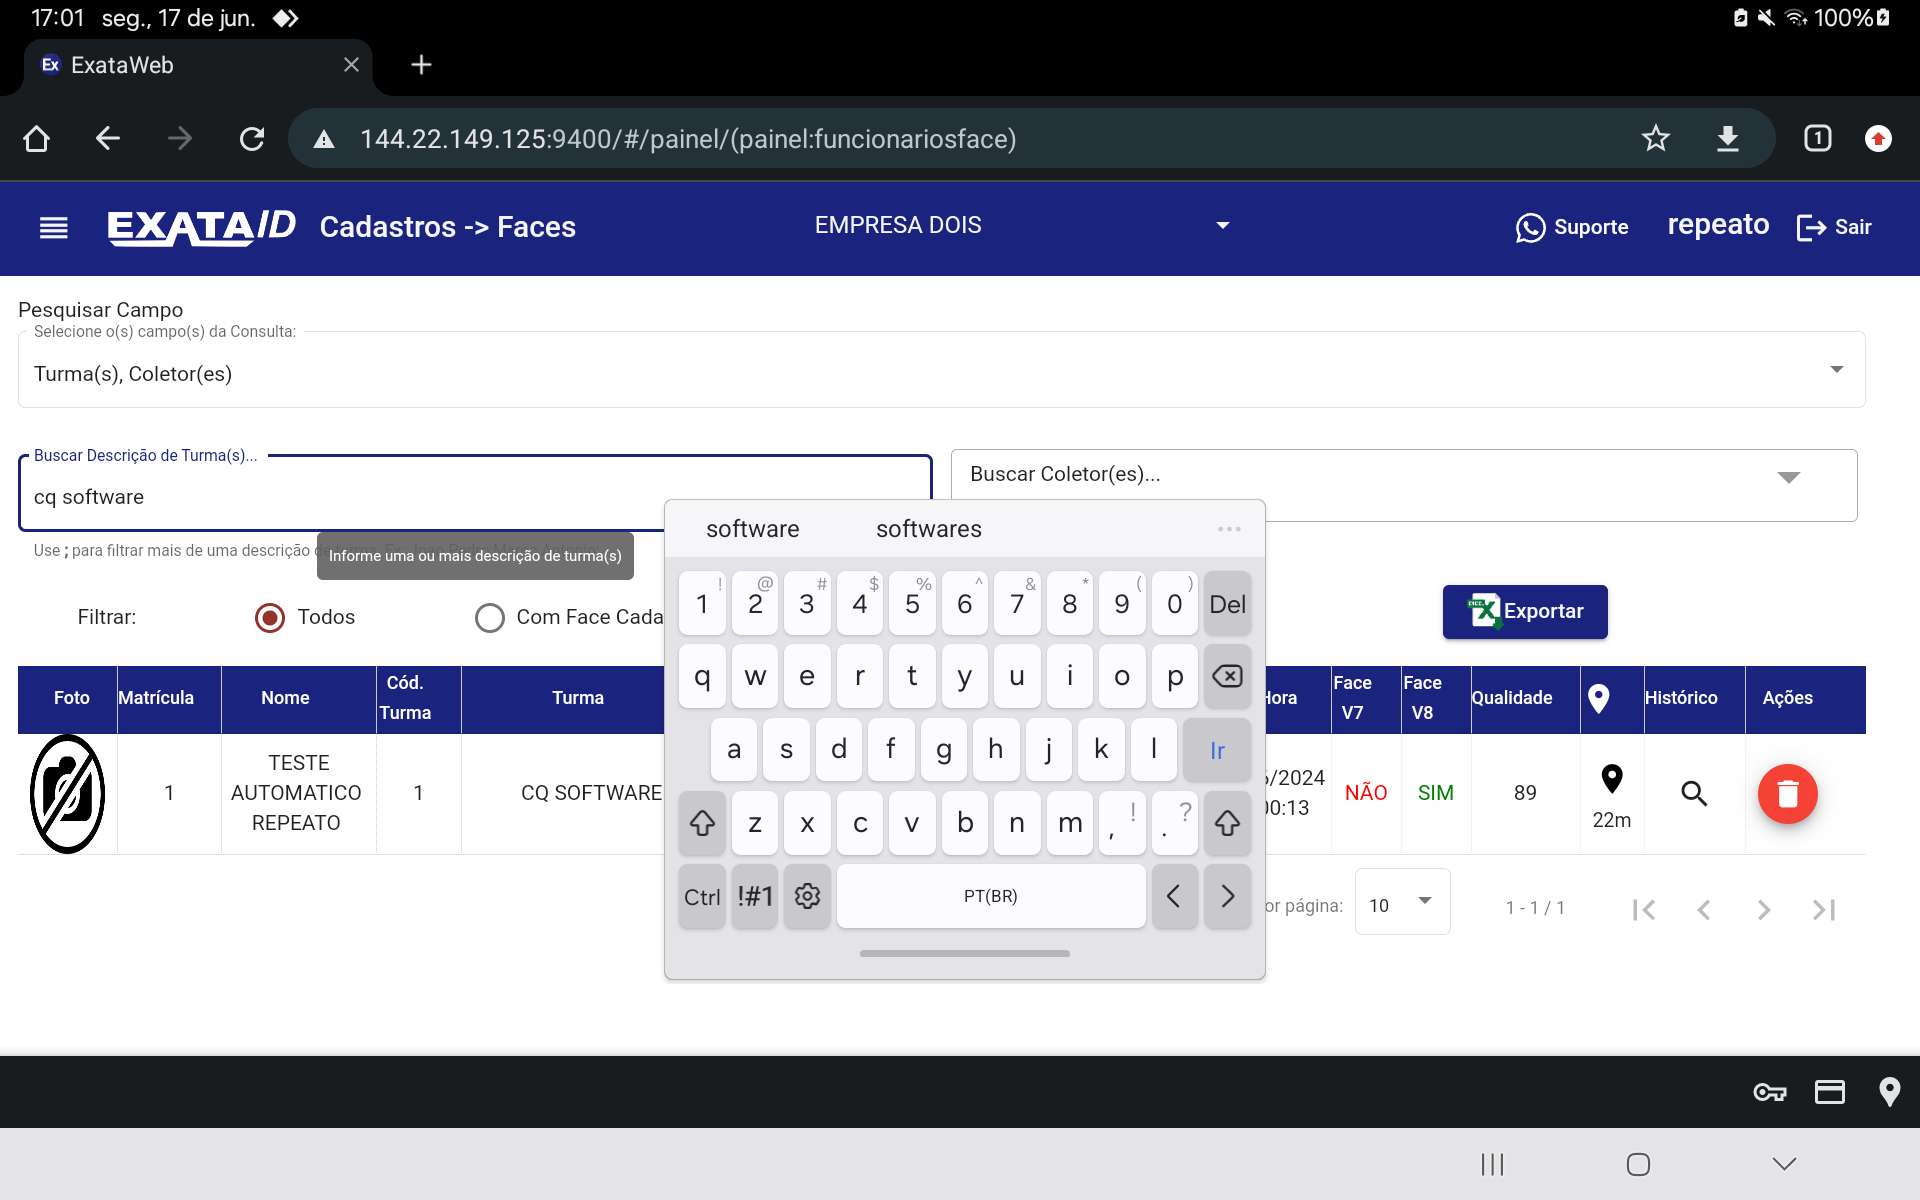 17:01 seg., 17 de jun. 100%
Ex ExataWeb
144.22.149.125:9400/#/painel/(painel:funcionariosface) 1
EXATA/ID Cadastros -> Faces EMPRESA DOIS Suporte repeato Sair
Pesquisar Campo
Selecione o(s) campo(s) da Consulta:
Turma(s), Coletor(es)
Buscar Descrição de Turma(s)...
cq software
Buscar Coletor(es)...
Use ; para filtrar mais de uma descrição
Informe uma ou mais descrição de turma(s)
Filtrar: Todos Com Face Cada
Exportar
Foto Matrícula Nome Cód. Turma Turma Hora Face V7 Face V8 Qualidade Histórico Ações
1 TESTE AUTOMATICO REPEATO 1 CQ SOFTWARE /2024 0:13 NÃO SIM 89 22m
or página: 10 1 - 1 / 1
software softwares ...
! @ # $ % ^ & * ( )
1 2 3 4 5 6 7 8 9 0 Del
q w e r t y u i o p
a s d f g h j k l Ir
z x c v b n m , ! . ?
Ctrl !#1 PT(BR) < >